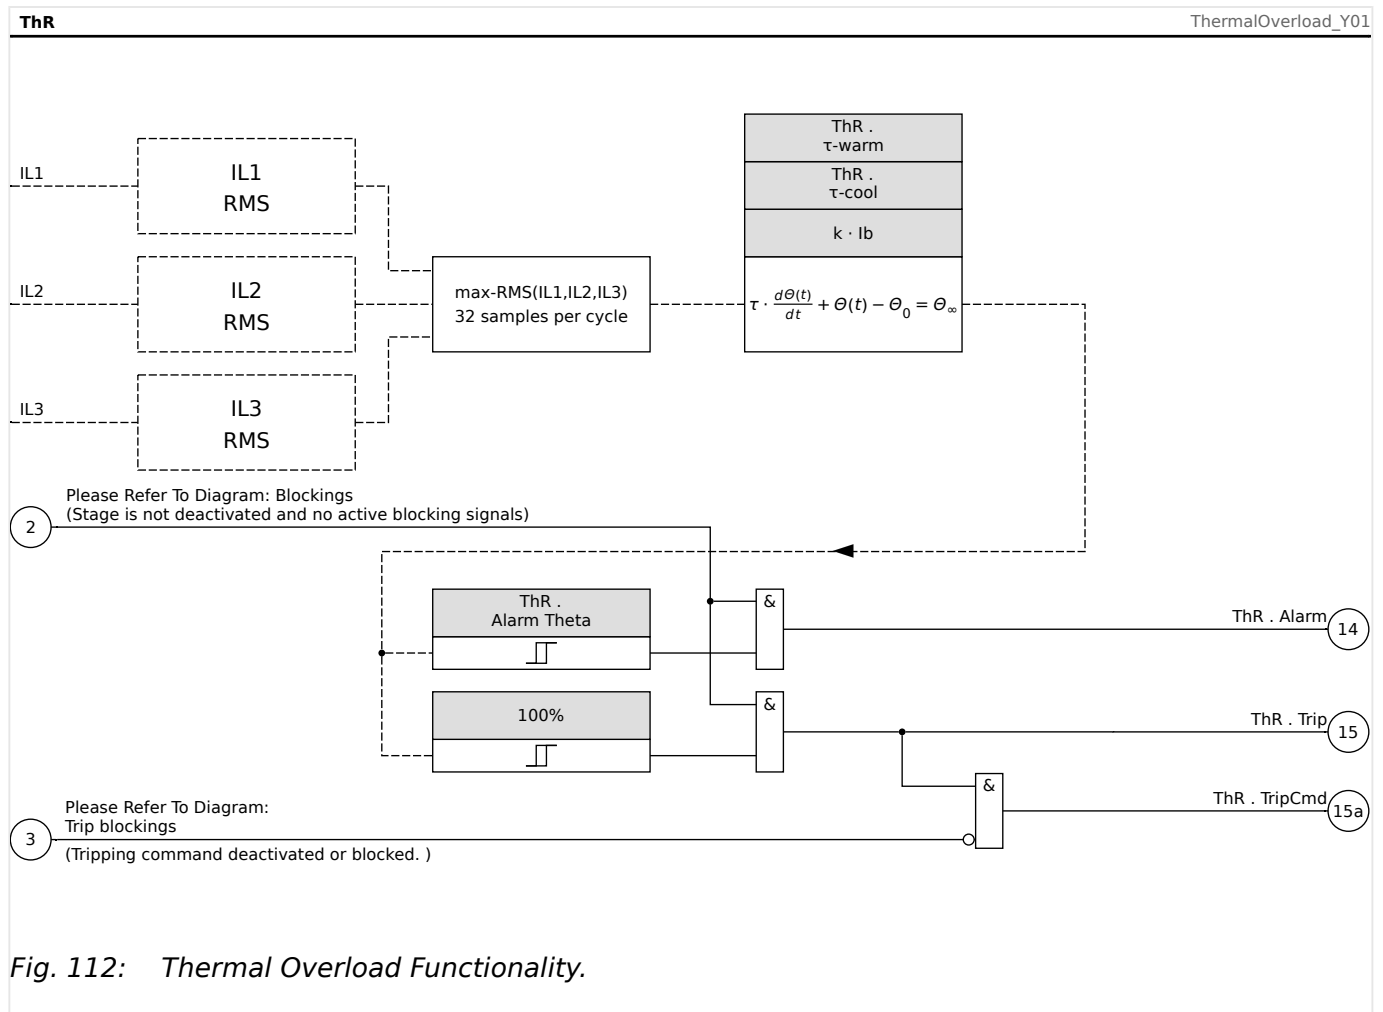 ThR
ThermalOverload_Y01
ThR .
τ-warm
ThR .
τ-cool
k · Ib
τ · dΘ(t)/dt + Θ(t) − Θ0 = Θ∞
IL1
IL1
RMS
IL2
IL2
RMS
IL3
IL3
RMS
max-RMS(IL1,IL2,IL3)
32 samples per cycle
Please Refer To Diagram: Blockings
(Stage is not deactivated and no active blocking signals)
2
ThR .
Alarm Theta
&
ThR . Alarm
14
100%
&
ThR . Trip
15
Please Refer To Diagram:
Trip blockings
3
(Tripping command deactivated or blocked. )
&
ThR . TripCmd
15a
Fig. 112: Thermal Overload Functionality.